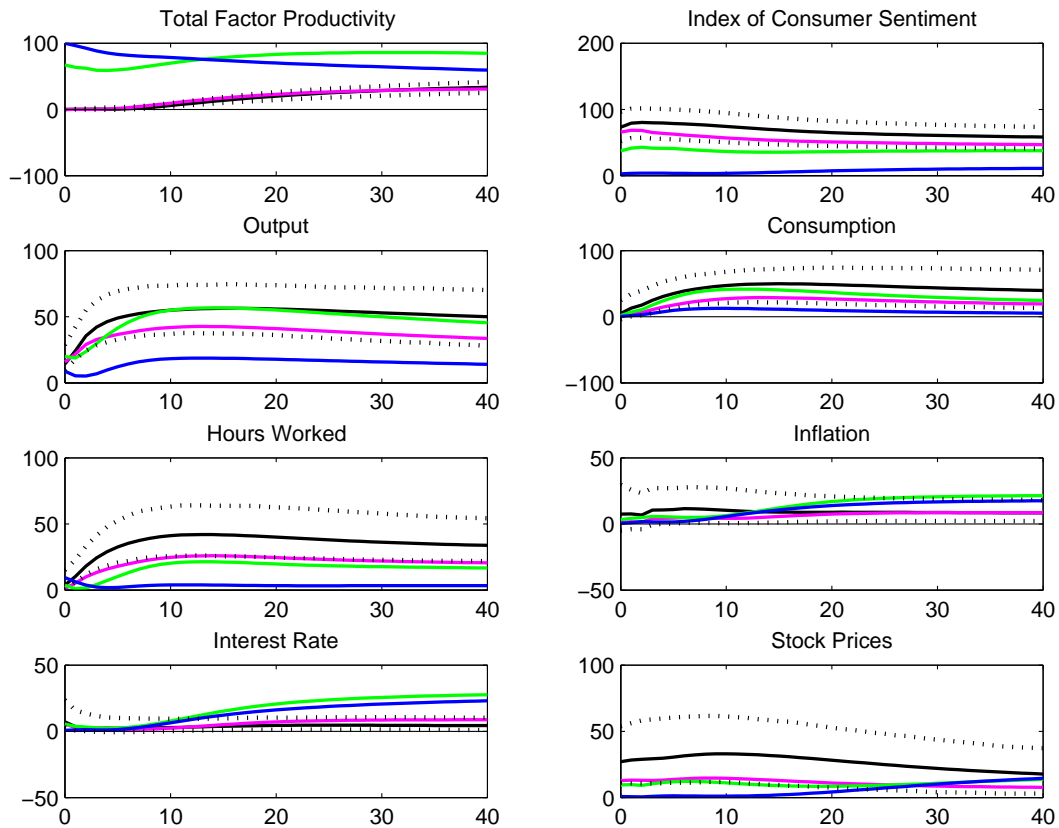 Total Factor Productivity
100
0
−100
0 10 20 30 40
Index of Consumer Sentiment
200
100
0
0 10 20 30 40
Output
100
50
0
0 10 20 30 40
Consumption
100
0
−100
0 10 20 30 40
Hours Worked
100
50
0
0 10 20 30 40
Inflation
50
0
−50
0 10 20 30 40
Interest Rate
50
0
−50
0 10 20 30 40
Stock Prices
100
50
0
0 10 20 30 40